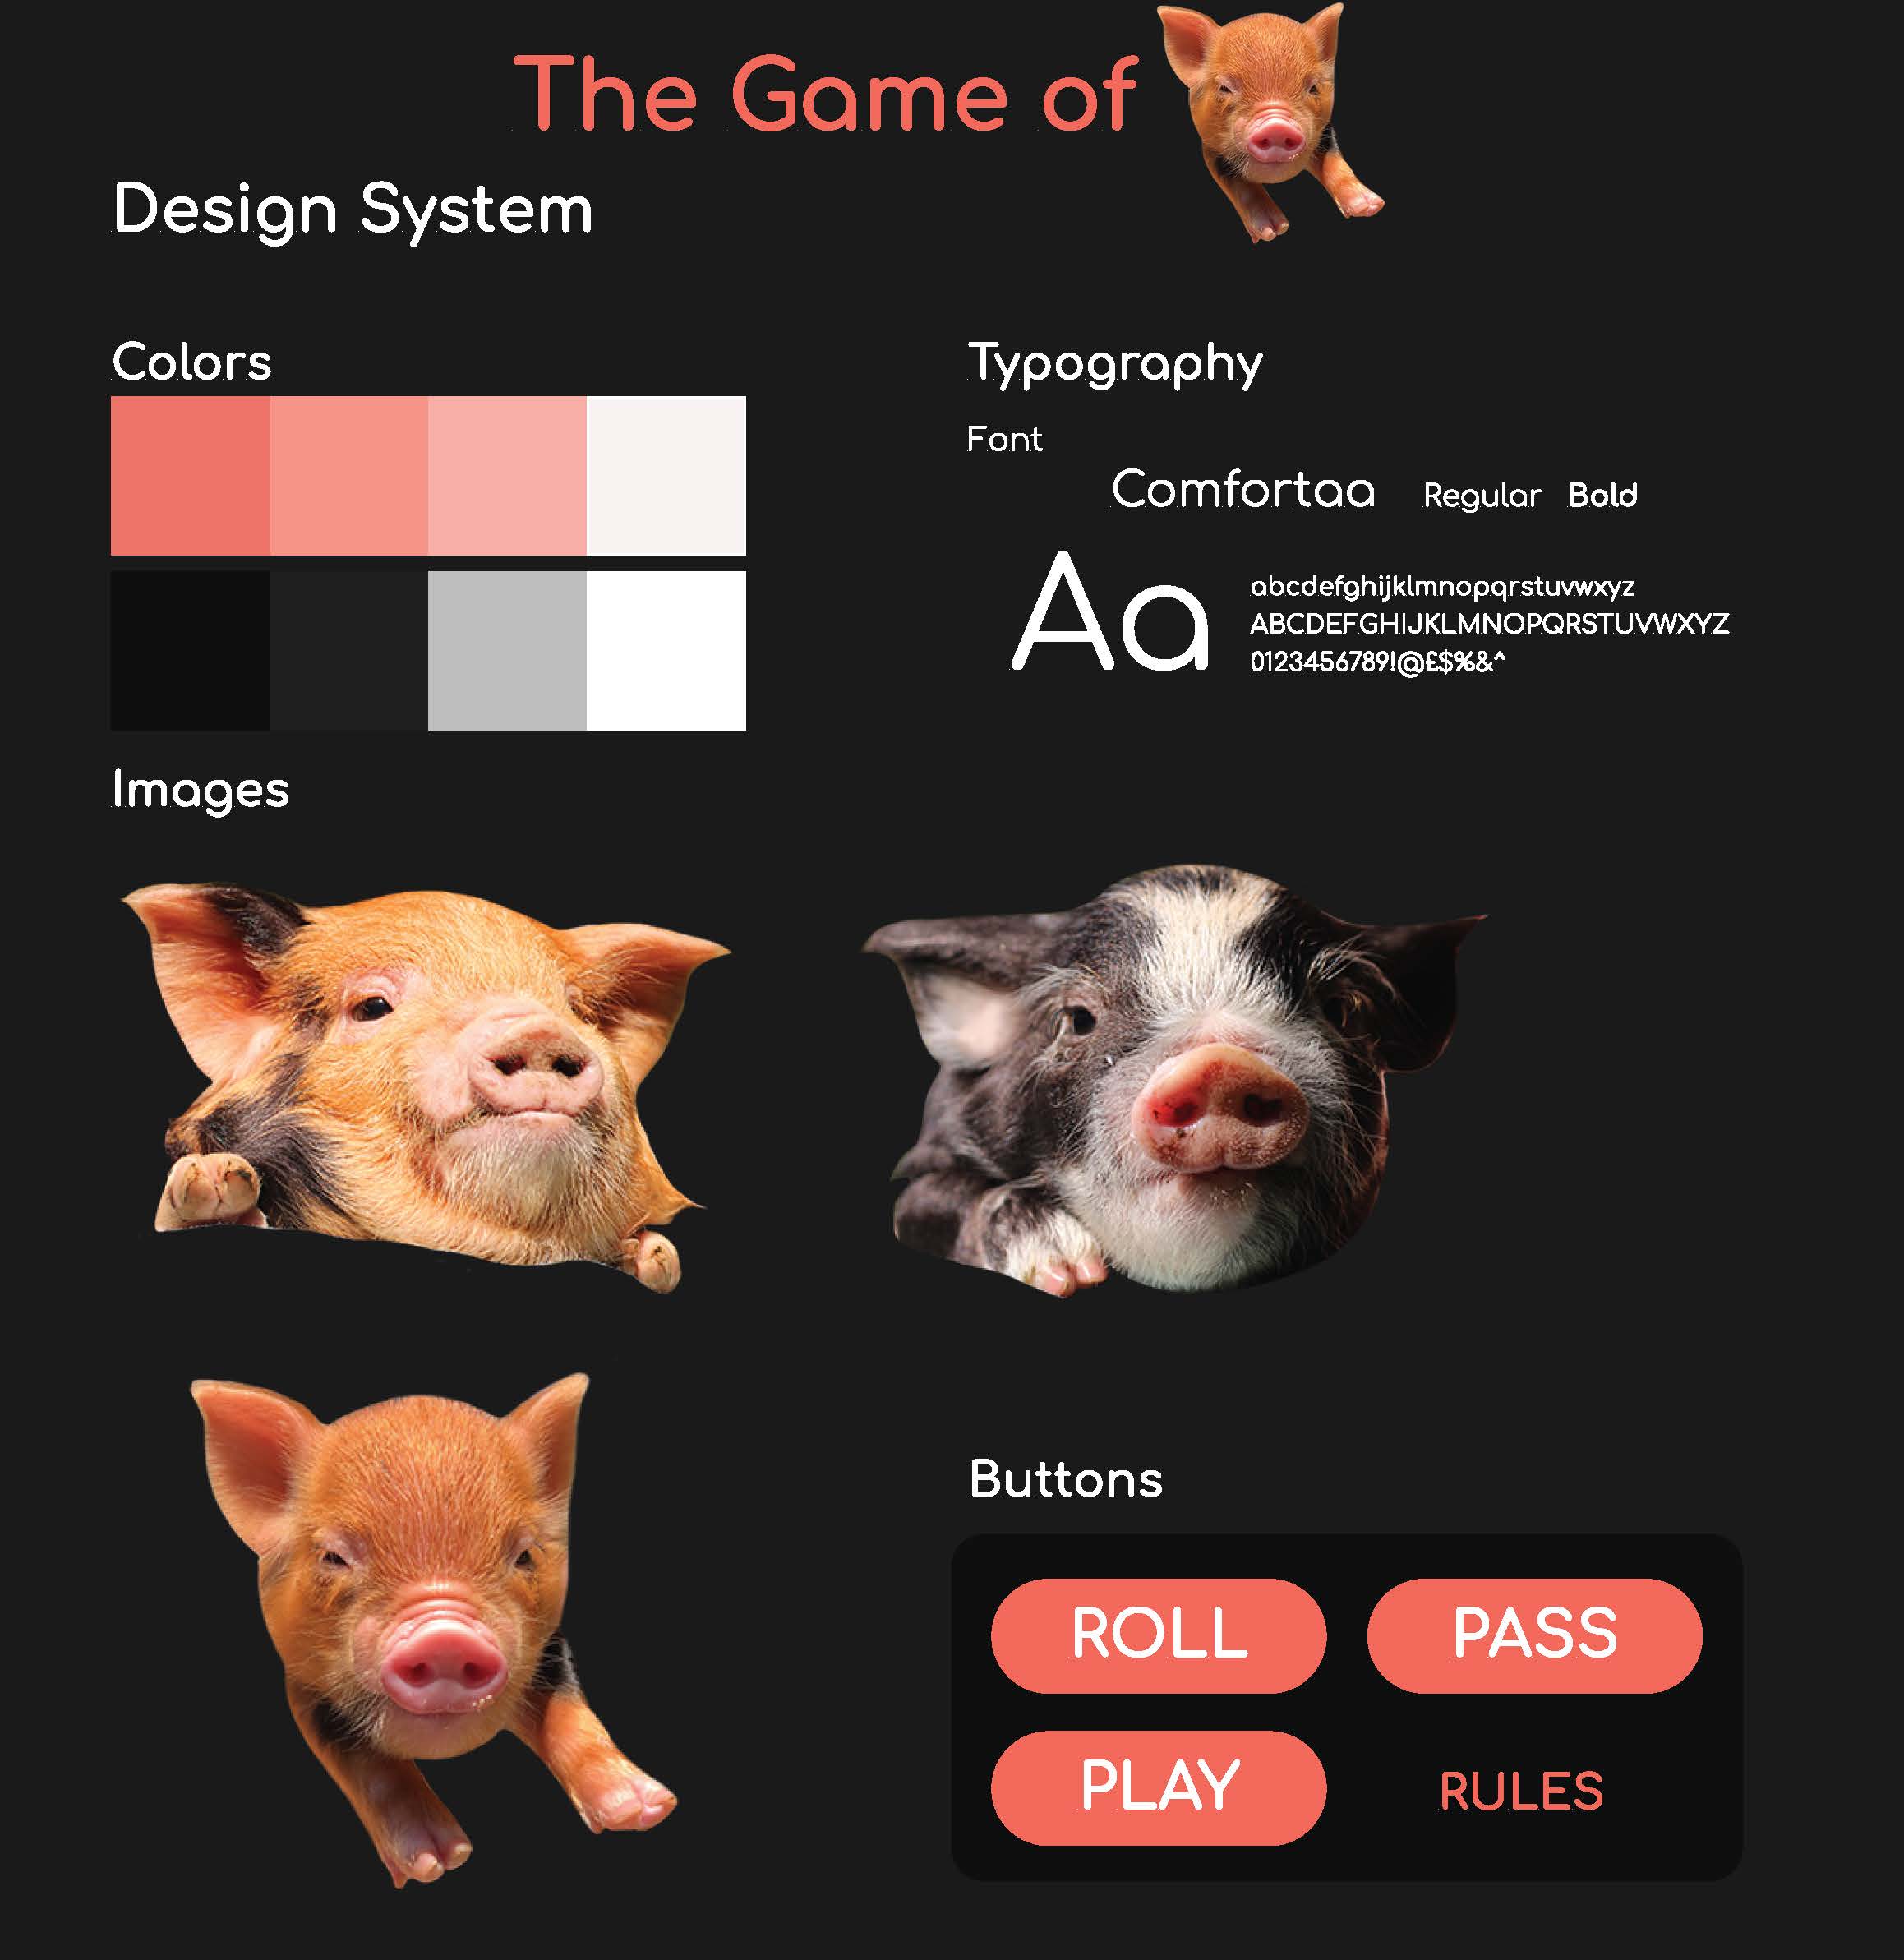 The Game of
Design System
Colors
Typography
Font
Comfortaa Regular Bold
Aa
abcdefghijklmnopqrstuvwxyz
ABCDEFGHIJKLMNOPQRSTUVWXYZ
0123456789!@£$%&^
Images
Buttons
ROLL PASS
PLAY RULES